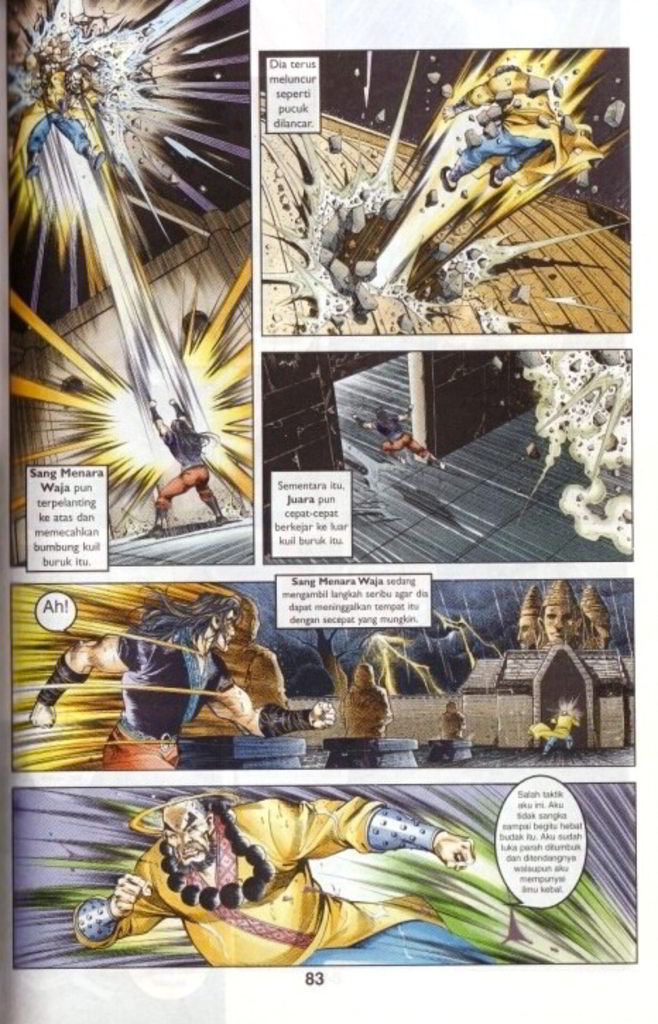 Sang Menara
Waja pun
terpelanting
ke atas dan
memecahkan
bumbung kuil
buruk itu.
Dia terus
meluncur
seperti
pucuk
dilancar.
Sementara itu,
Juara pun
cepat-cepat
berkejar ke luar
kuil buruk itu.
Ah!
Sang Menara Waja sedang
mengambil langkah seribu agar dia
dapat meninggalkan tempat itu
dengan secepat yang mungkin.
Salah taktik
aku ini. Aku
tidak sangka
sampai begitu hebat
budak itu. Aku sudah
luka parah ditumbuk
dan ditendangnya
walaupun aku
mempunyai
ilmu kebal.
83